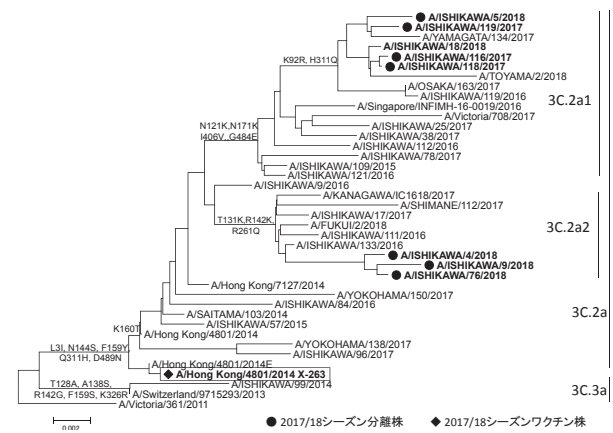 A/ISHIKAWA/5/2018
A/ISHIKAWA/119/2017
A/YAMAGATA/134/2017
A/ISHIKAWA/18/2018
K92R, H311Q
A/ISHIKAWA/116/2017
A/ISHIKAWA/118/2017
A/TOYAMA/2/2018
A/OSAKA/163/2017
A/ISHIKAWA/119/2016
3C.2a1
A/Singapore/INFIMH-16-0019/2016
A/Victoria/708/2017
N121K,N171K
A/ISHIKAWA/25/2017
I406V, ,G484E
A/ISHIKAWA/38/2017
A/ISHIKAWA/112/2016
A/ISHIKAWA/78/2017
A/ISHIKAWA/109/2015
A/ISHIKAWA/121/2016
A/ISHIKAWA/9/2016
A/KANAGAWA/IC1618/2017
A/SHIMANE/112/2017
A/ISHIKAWA/17/2017
T131K,R142K,
A/FUKUI/2/2018
3C.2a2
R261Q
A/ISHIKAWA/111/2016
A/ISHIKAWA/133/2016
A/ISHIKAWA/4/2018
A/ISHIKAWA/9/2018
A/ISHIKAWA/76/2018
A/Hong Kong/7127/2014
A/YOKOHAMA/150/2017
A/ISHIKAWA/84/2016
3C.2a
A/SAITAMA/103/2014
A/ISHIKAWA/57/2015
K160T
A/Hong Kong/4801/2014
L3I, N144S, F159Y,
A/YOKOHAMA/138/2017
Q311H, D489N
A/ISHIKAWA/96/2017
A/Hong Kong/4801/2014E
A/Hong Kong/4801/2014 X-263
T128A, A138S,
A/ISHIKAWA/99/2014
3C.3a
R142G, F159S, K326R
A/Switzerland/9715293/2013
A/Victoria/361/2011
0.002
2017/18シーズン分離株
2017/18シーズンワクチン株